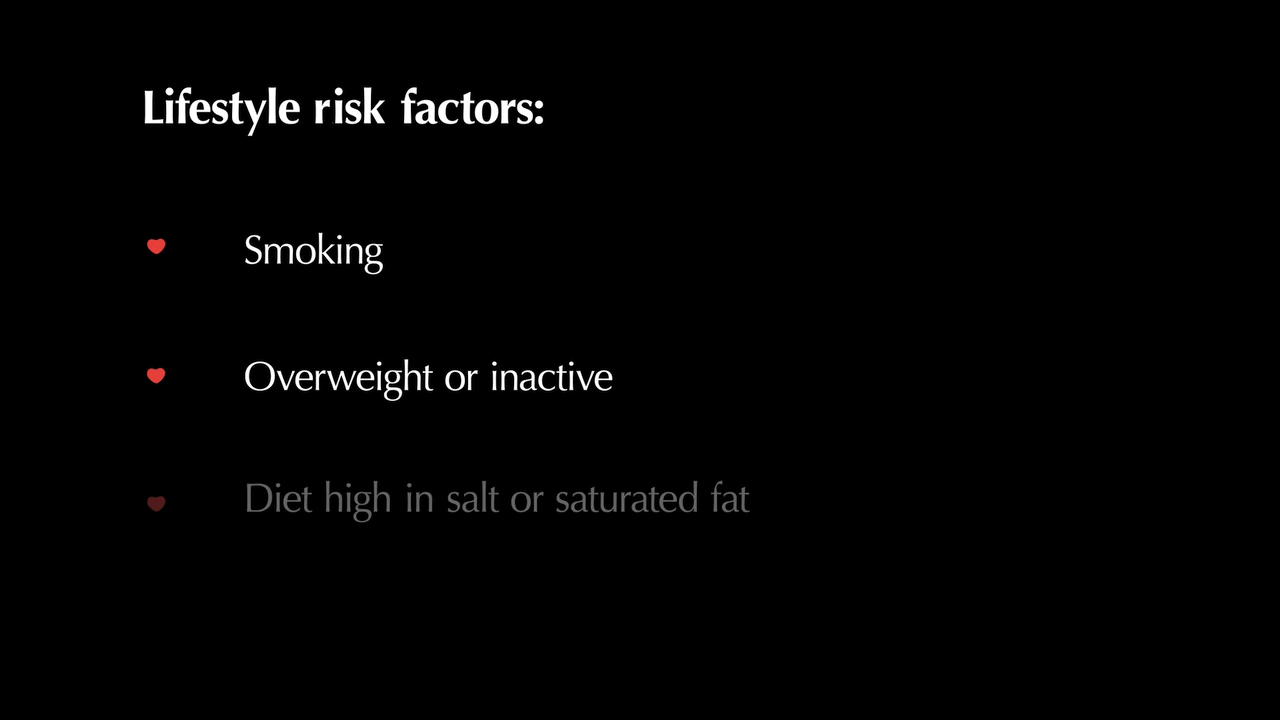 Lifestyle risk factors:
Smoking
Overweight or inactive
Diet high in salt or saturated fat